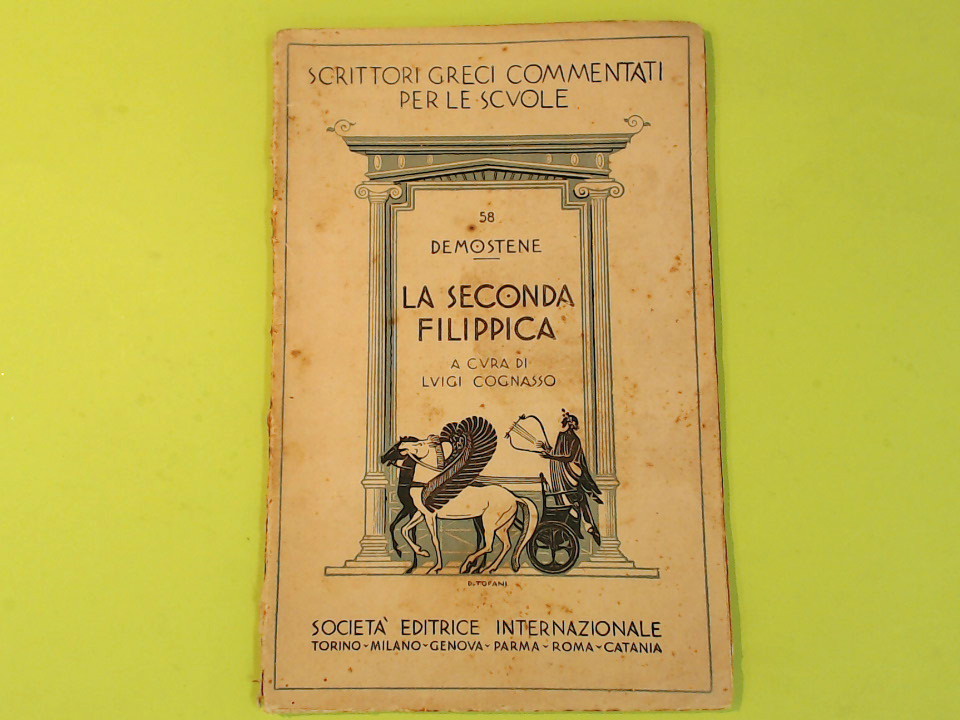 SCRITTORI GRECI COMMENTATI
PER LE SCVOLE
58
DEMOSTENE
LA SECONDA
FILIPPICA
A CVRA DI
LVIGI COGNASSO
D. TOFANI
SOCIETÀ EDITRICE INTERNAZIONALE
TORINO - MILANO - GENOVA - PARMA - ROMA - CATANIA